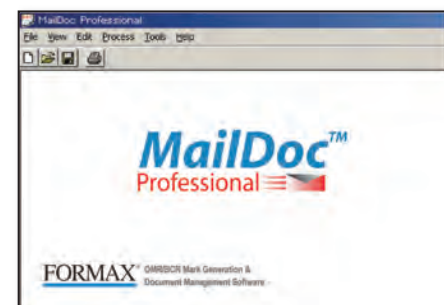 MailDoc Professional
File View Edit Process Tools Help
MailDoc™
Professional
FORMAX® OMR/BCR Mark Generation &
Document Management Software